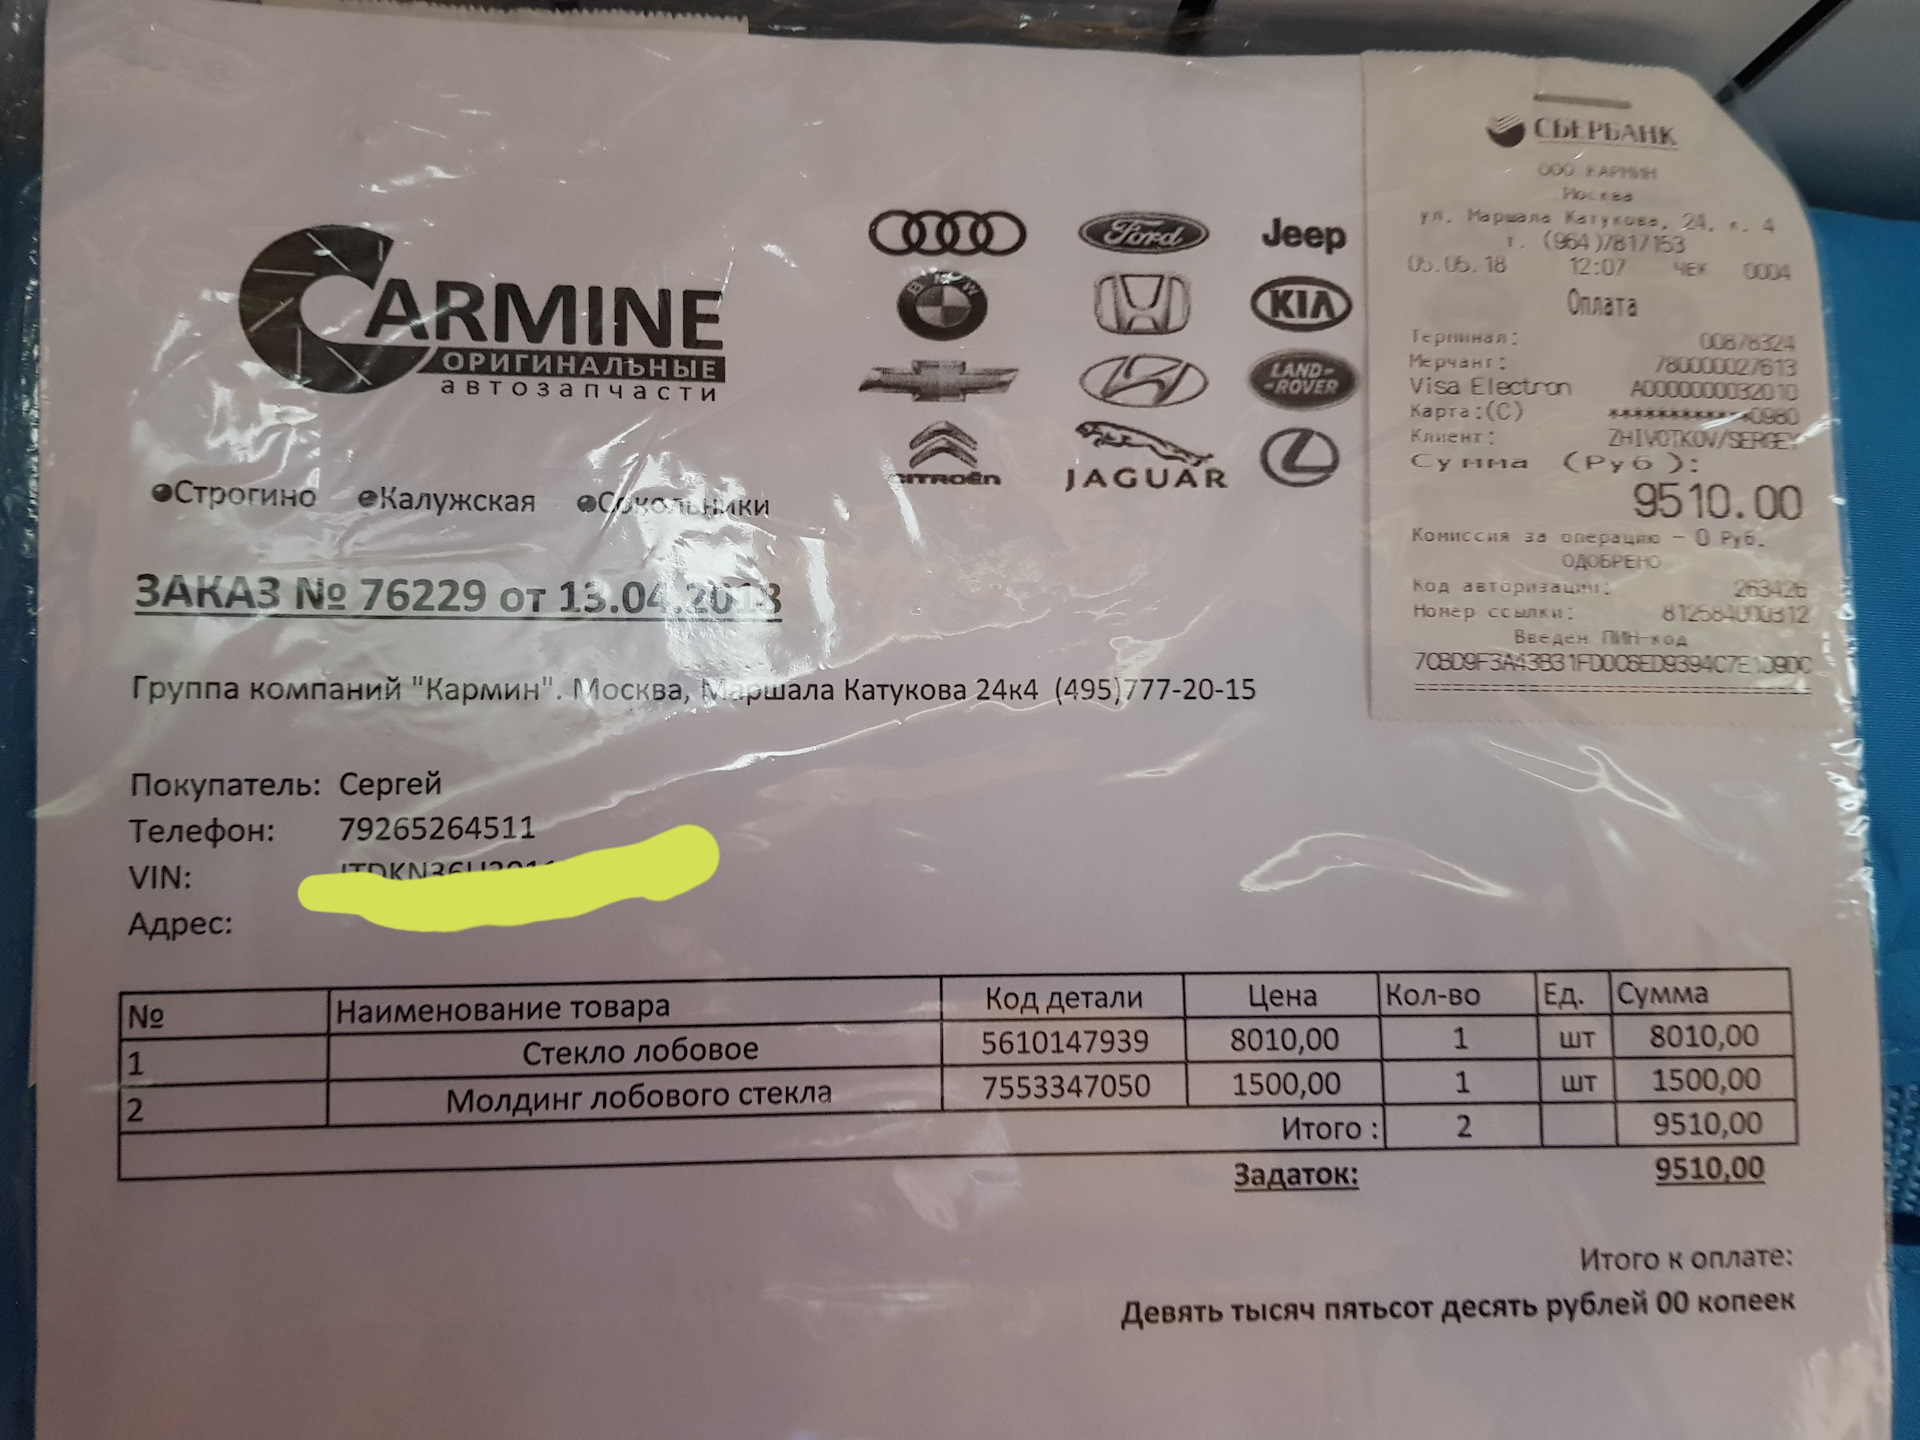 CARMINE
ОРИГИНАЛЬНЫЕ
автозапчасти
Строгино Калужская Сокольники
Ford Jeep
BMW KIA
LAND-
-ROVER
CITROËN JAGUAR
ЗАКАЗ № 76229 от 13.04.2018
Группа компаний "Кармин". Москва, Маршала Катукова 24к4 (495)777-20-15
Покупатель: Сергей
Телефон: 79265264511
VIN:
Адрес:
№ Наименование товара Код детали Цена Кол-во Ед. Сумма
1 Стекло лобовое 5610147939 8010,00 1 шт 8010,00
2 Молдинг лобового стекла 7553347050 1500,00 1 шт 1500,00
Итого : 2 9510,00
Задаток: 9510,00
Итого к оплате:
Девять тысяч пятьсот десять рублей 00 копеек
СБЕРБАНК
ООО КАРМИН
Москва
ул. Маршала Катукова, 24, к. 4
т. (964)7817153
05.05.18 12:07 ЧЕК 0004
Оплата
Терминал: 00878324
Мерчант: 780000027613
Visa Electron A0000000032010
Карта:(C) ************0980
Клиент: ZHIVOTKOV/SERGEY
Сумма (Руб):
9510.00
Комиссия за операцию – 0 Руб.
ОДОБРЕНО
Код авторизации: 263426
Номер ссылки: 812584000312
Введен ПИН-код